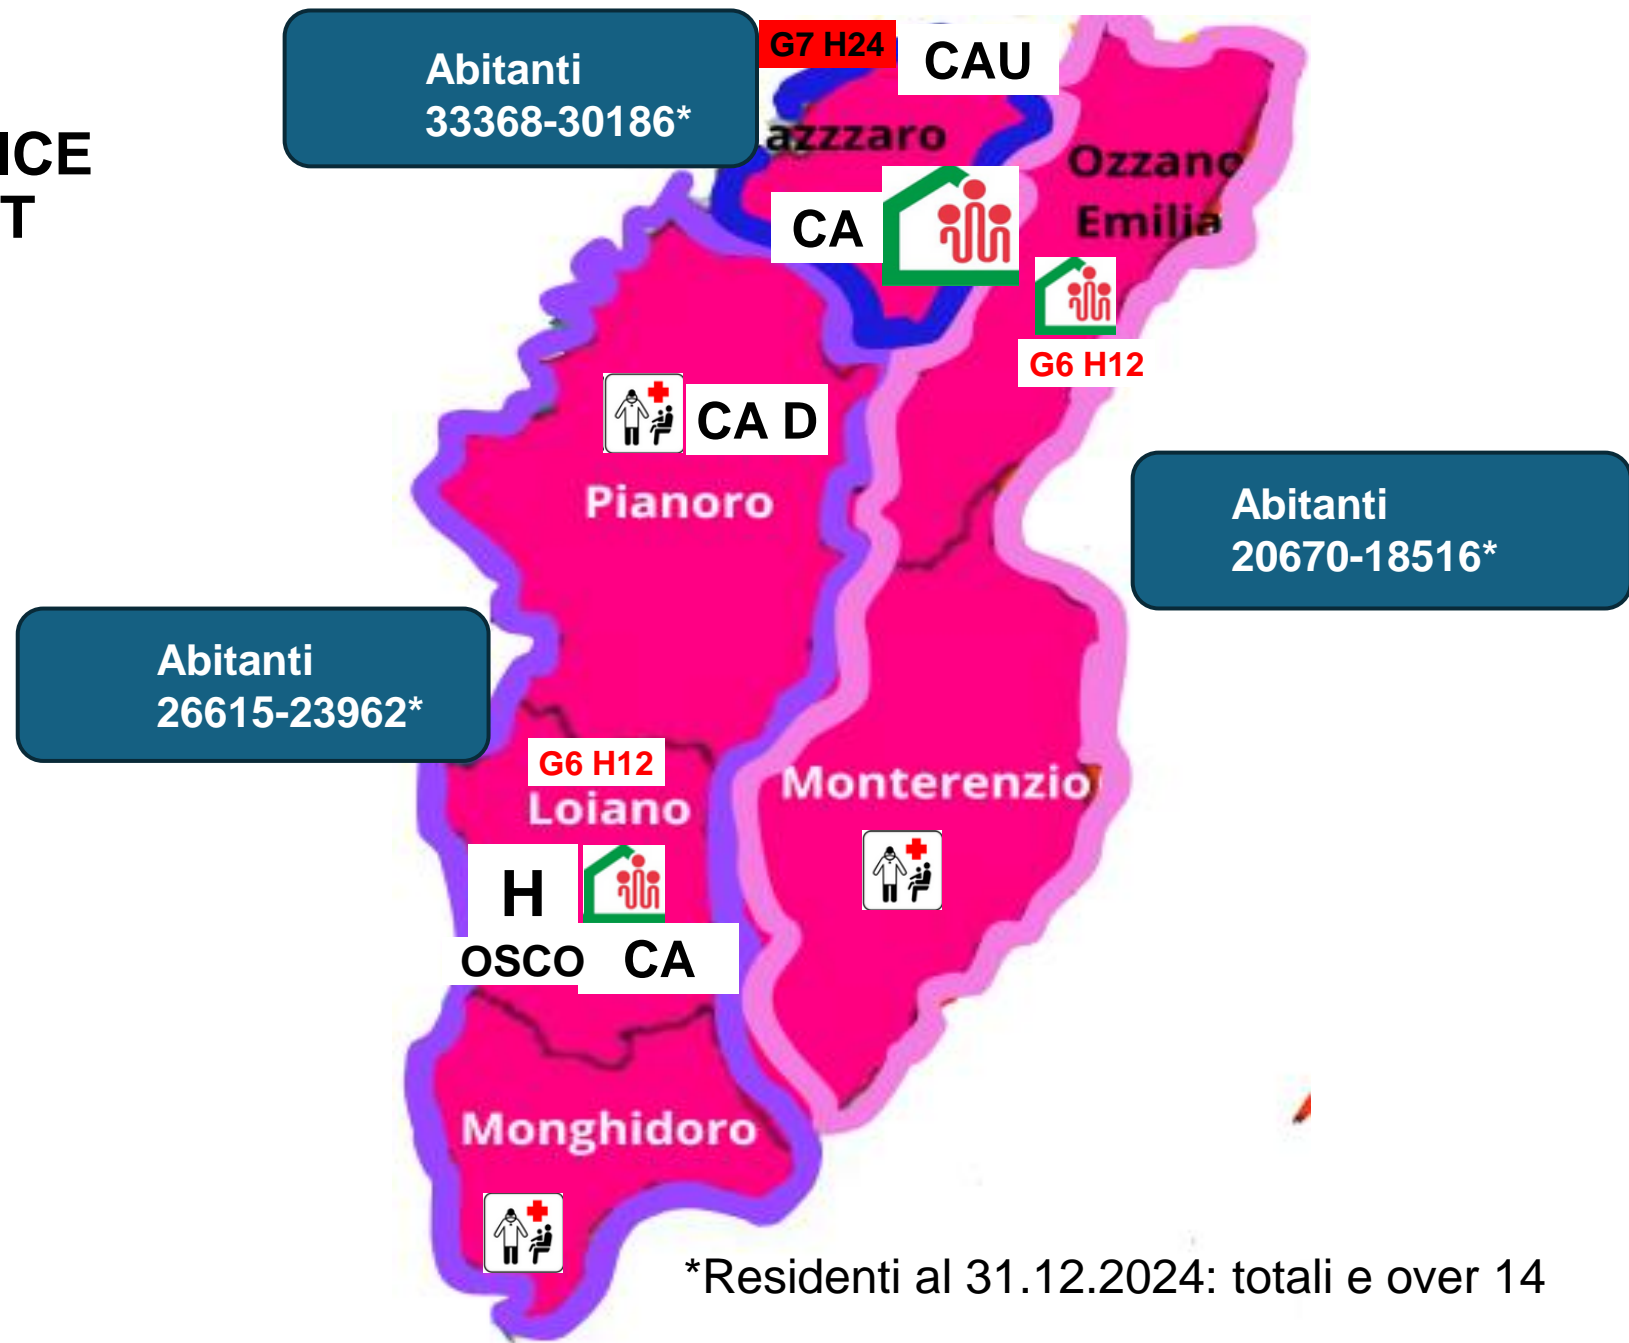 G7 H24
CAU
Abitanti
33368-30186*
ICE
T
azzzaro
Ozzano
Emilia
CA
G6 H12
CA D
Pianoro
Abitanti
20670-18516*
Abitanti
26615-23962*
G6 H12
Loiano
Monterenzio
H
OSCO
CA
Monghidoro
*Residenti al 31.12.2024: totali e over 14